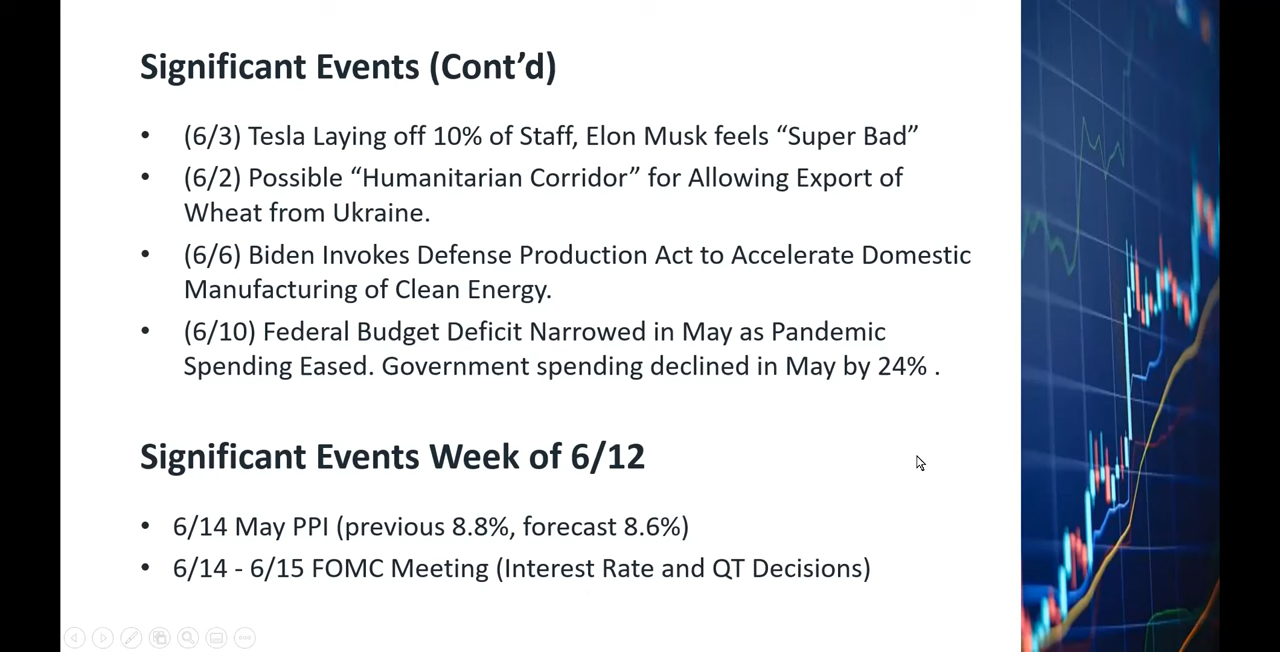 Significant Events (Cont’d)
• (6/3) Tesla Laying off 10% of Staff, Elon Musk feels “Super Bad”
• (6/2) Possible “Humanitarian Corridor” for Allowing Export of
Wheat from Ukraine.
• (6/6) Biden Invokes Defense Production Act to Accelerate Domestic
Manufacturing of Clean Energy.
• (6/10) Federal Budget Deficit Narrowed in May as Pandemic
Spending Eased. Government spending declined in May by 24% .
Significant Events Week of 6/12
• 6/14 May PPI (previous 8.8%, forecast 8.6%)
• 6/14 - 6/15 FOMC Meeting (Interest Rate and QT Decisions)